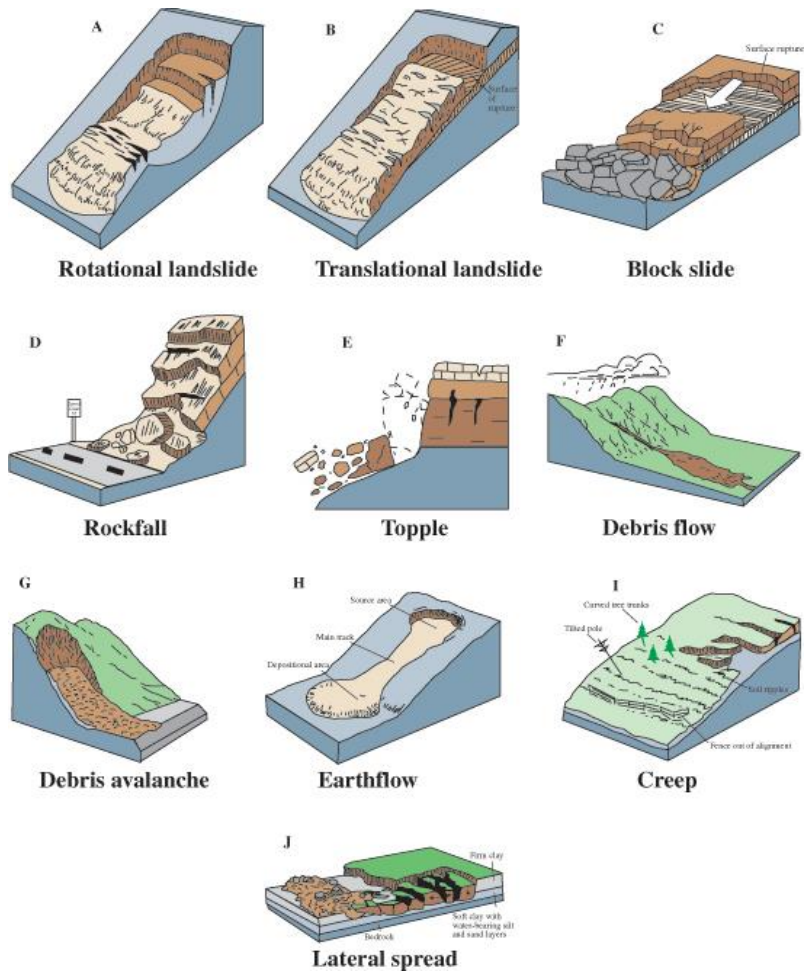 A
B
C
Surface rupture
Surface
of
rupture
Toe
Rotational landslide
Translational landslide
Block slide
D
E
F
Rockfall
Topple
Debris flow
G
H
I
Source area
Main track
Depositional area
Curved tree trunks
Tilted pole
Soil ripples
Fence out of alignment
Debris avalanche
Earthflow
Creep
J
Firm clay
Soft clay with
water-bearing silt
and sand layers
Bedrock
Lateral spread